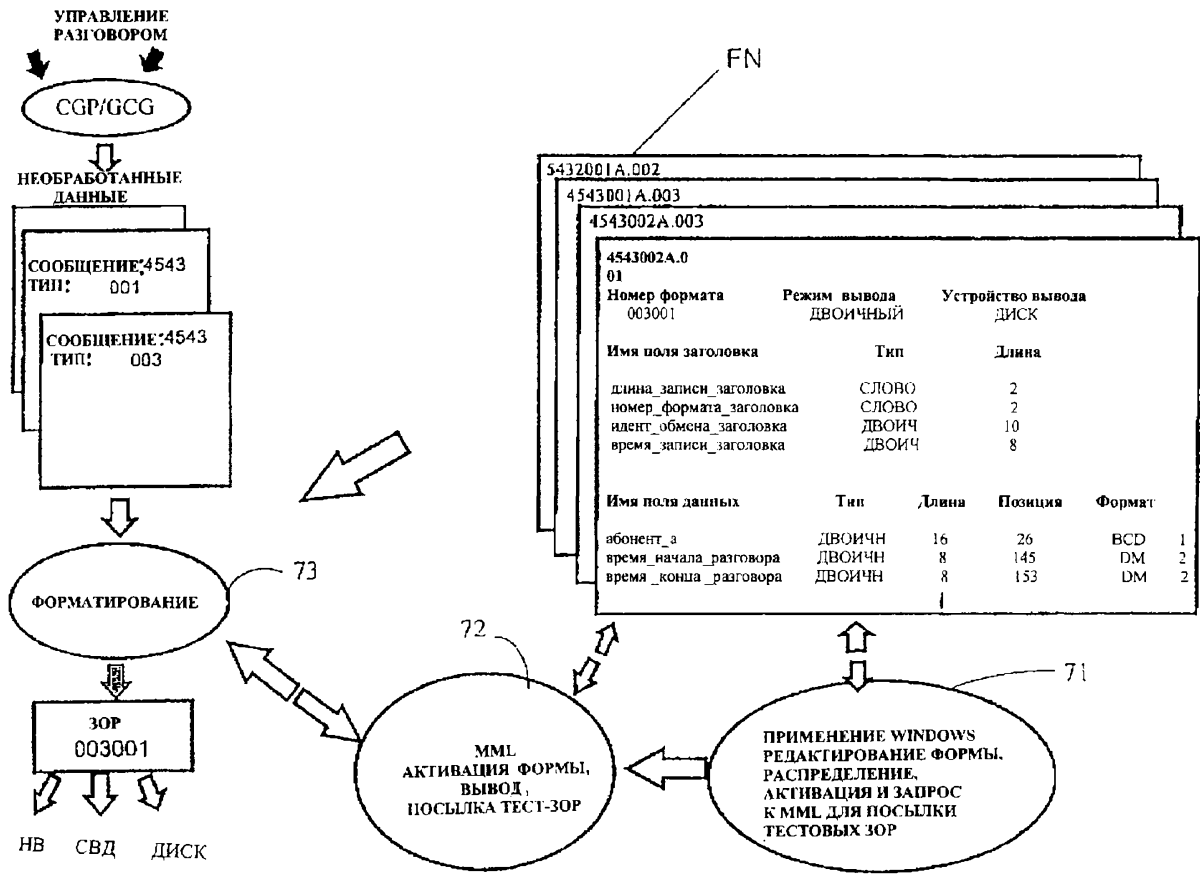 УПРАВЛЕНИЕ
РАЗГОВОРОМ
CGP/GCG
НЕОБРАБОТАННЫЕ
ДАННЫЕ
СООБЩЕНИЕ:4543
ТИП: 001
СООБЩЕНИЕ:4543
ТИП: 003
FN
5432001A.002
4543001A.003
4543002A.003
4543002A.0
01
Номер формата Режим вывода Устройство вывода
003001 ДВОИЧНЫЙ ДИСК
Имя поля заголовка Тип Длина
длина_записи_заголовка СЛОВО 2
номер_формата_заголовка СЛОВО 2
идент_обмена_заголовка ДВОИЧ 10
время_записи_заголовка ДВОИЧ 8
Имя поля данных Тип Длина Позиция Формат
абонент_а ДВОИЧН 16 26 BCD 1
время_начала_разговора ДВОИЧН 8 145 DM 2
время_конца_разговора ДВОИЧН 8 153 DM 2
73
ФОРМАТИРОВАНИЕ
ЗОР
003001
НВ СВД ДИСК
72
MML
АКТИВАЦИЯ ФОРМЫ,
ВЫВОД,
ПОСЫЛКА ТЕСТ-ЗОР
71
ПРИМЕНЕНИЕ WINDOWS
РЕДАКТИРОВАНИЕ ФОРМЫ,
РАСПРЕДЕЛЕНИЕ,
АКТИВАЦИЯ И ЗАПРОС
К MML ДЛЯ ПОСЫЛКИ
ТЕСТОВЫХ ЗОР